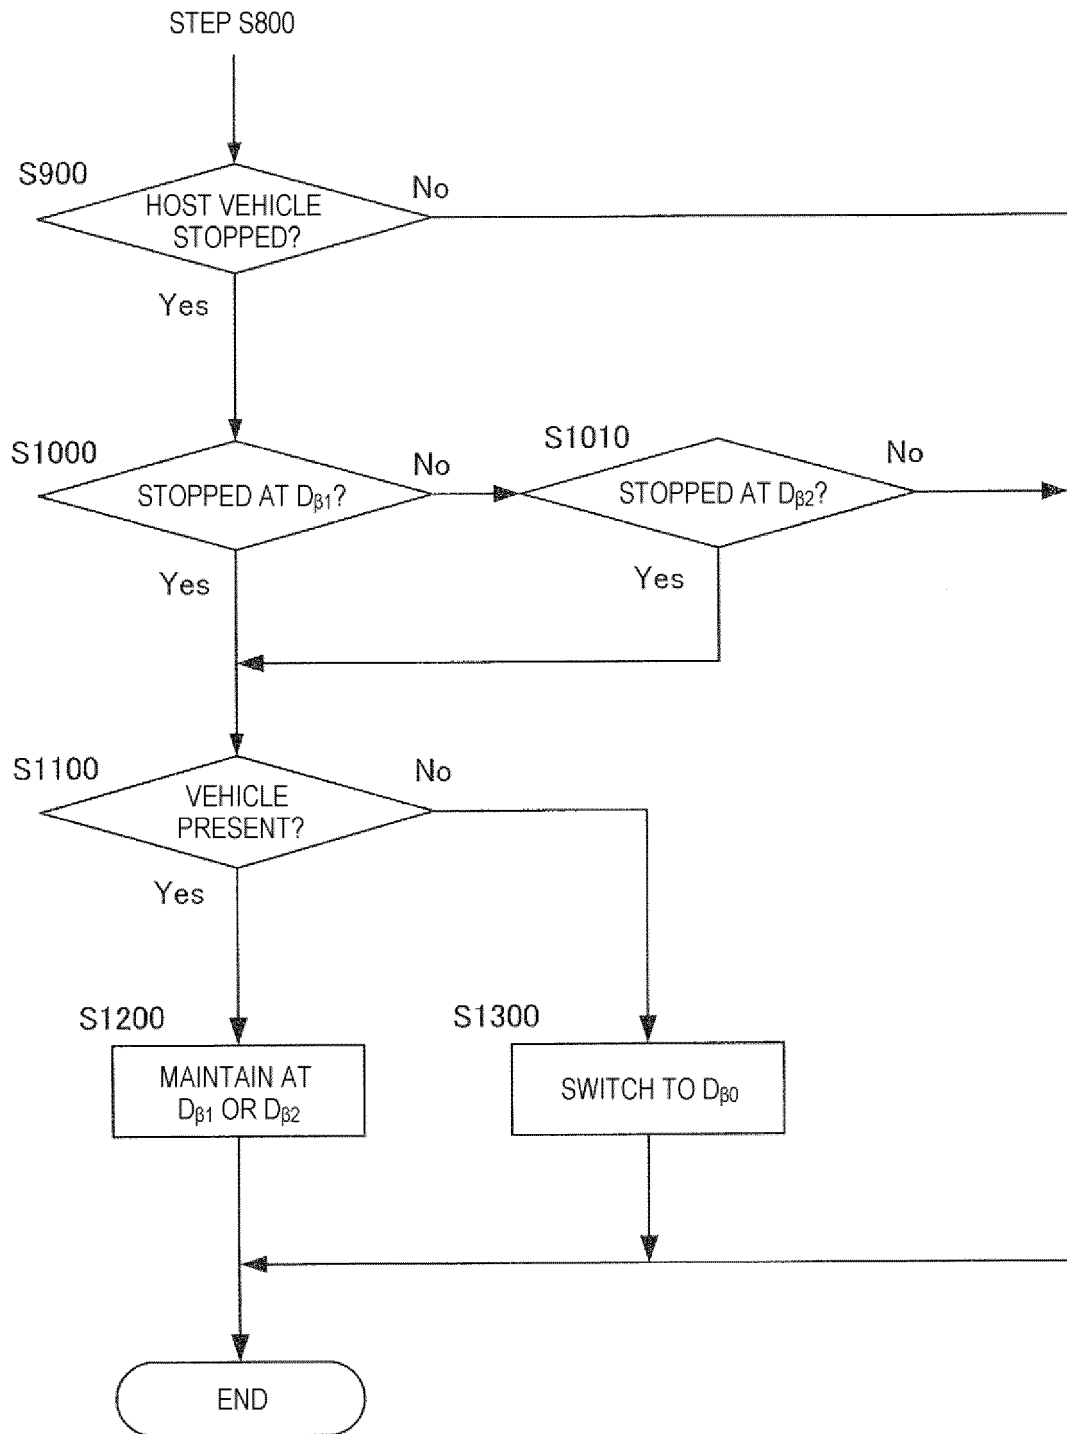 STEP S800
S900
HOST VEHICLE
STOPPED?
No
Yes
S1000
STOPPED AT Dβ1?
No
Yes
S1010
STOPPED AT Dβ2?
No
Yes
S1100
VEHICLE
PRESENT?
No
Yes
S1200
MAINTAIN AT
Dβ1 OR Dβ2
S1300
SWITCH TO Dβ0
END